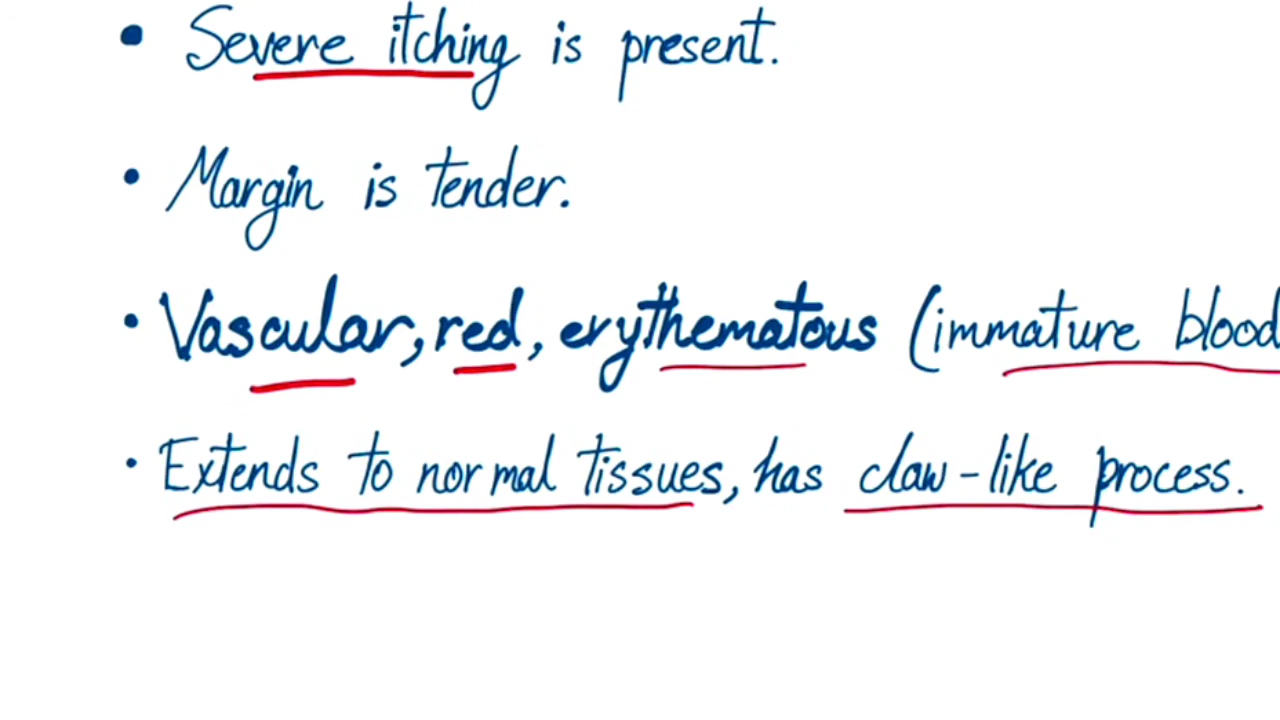 • Severe itching is present.
• Margin is tender.
• Vascular, red, erythematous (immature blood
• Extends to normal tissues, has claw-like process.